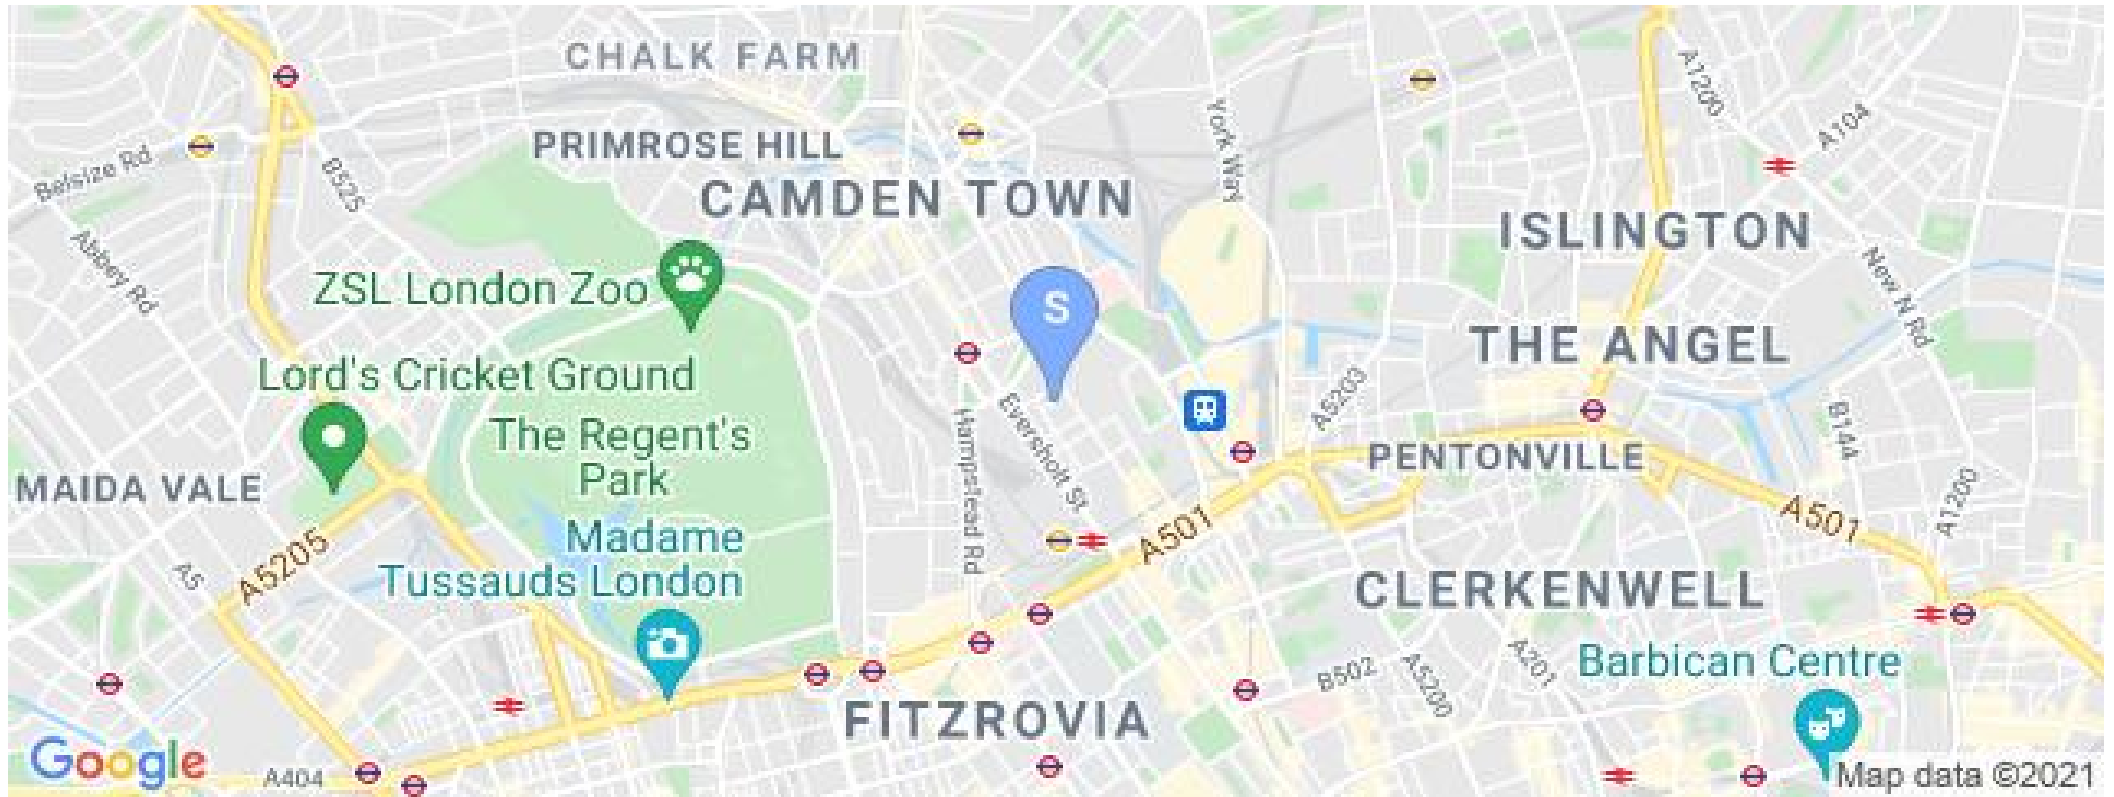 CHALK FARM
A1200
York Way
A104
PRIMROSE HILL
Belsize Rd
B525
CAMDEN TOWN
ISLINGTON
Abbey Rd
ZSL London Zoo
S
New N Rd
THE ANGEL
Lord's Cricket Ground
A5203
Eversholt St
Hampstead Rd
B144
The Regent's
Park
PENTONVILLE
MAIDA VALE
A501
A501
A1200
Madame
Tussauds London
A5205
A5
CLERKENWELL
Barbican Centre
B502
A5200
A201
FITZROVIA
Google
A404
Map data ©2021